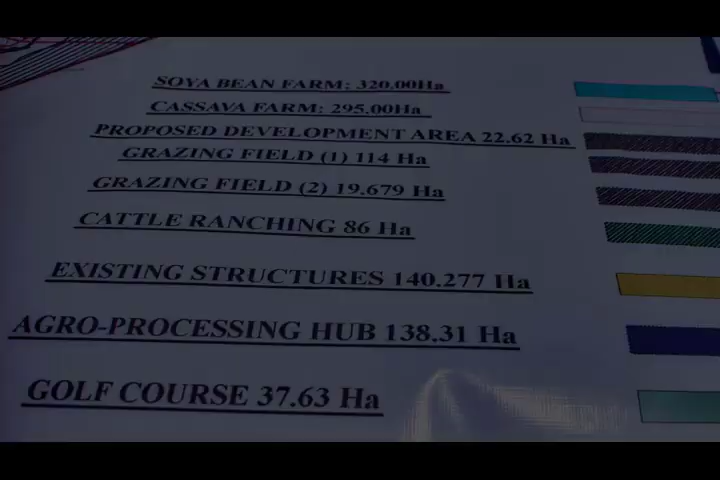 SOYA BEAN FARM: 320.00Ha
CASSAVA FARM: 295.00Ha
PROPOSED DEVELOPMENT AREA 22.62 Ha
GRAZING FIELD (1) 114 Ha
GRAZING FIELD (2) 19.679 Ha
CATTLE RANCHING 86 Ha
EXISTING STRUCTURES 140.277 Ha
AGRO-PROCESSING HUB 138.31 Ha
GOLF COURSE 37.63 Ha